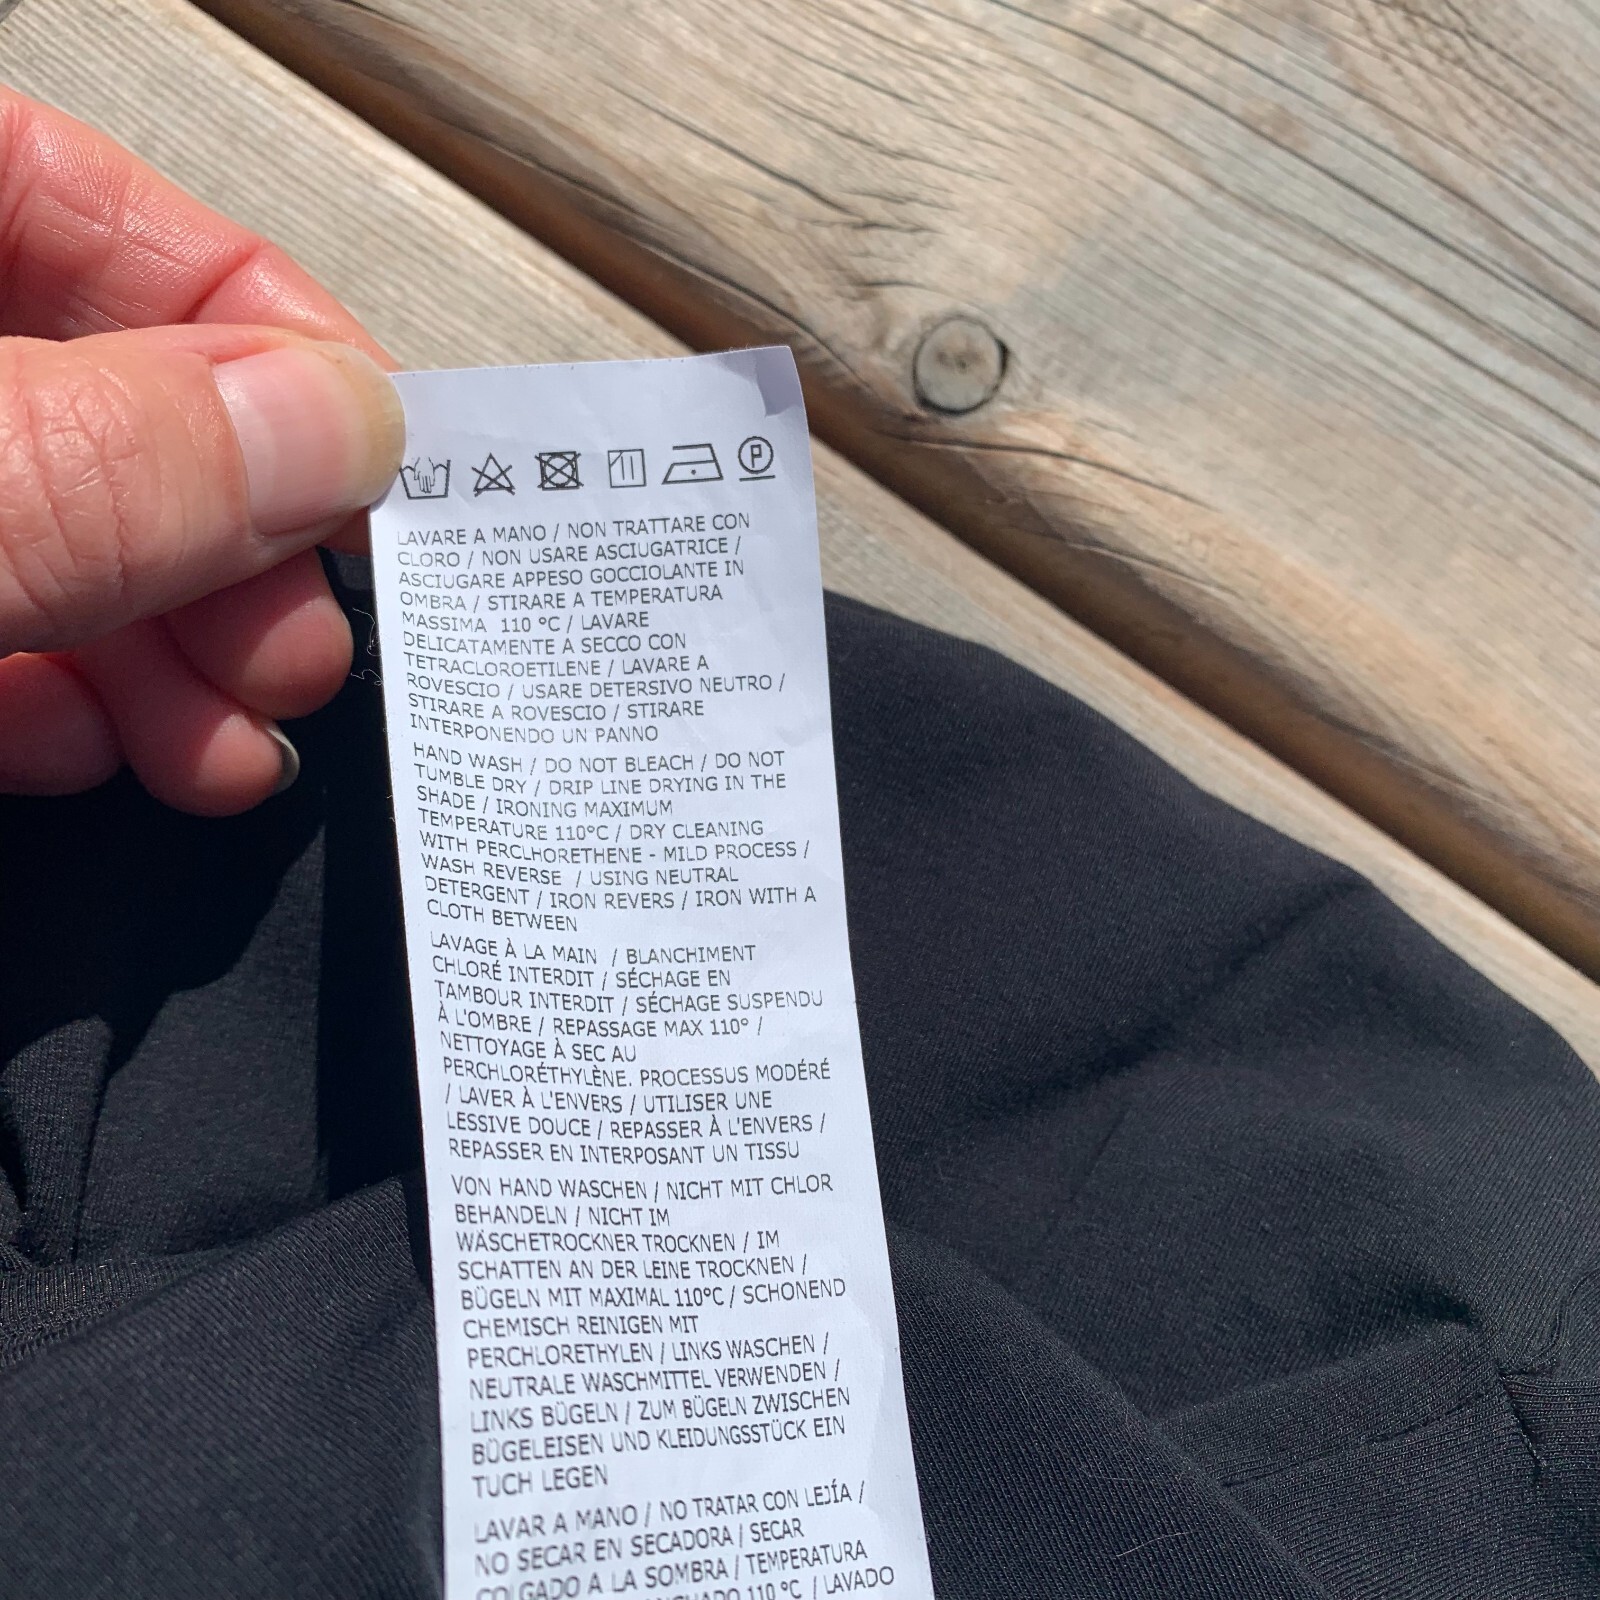 P
LAVARE A MANO / NON TRATTARE CON
CLORO / NON USARE ASCIUGATRICE /
ASCIUGARE APPESO GOCCIOLANTE IN
OMBRA / STIRARE A TEMPERATURA
MASSIMA 110 °C / LAVARE
DELICATAMENTE A SECCO CON
TETRACLOROETILENE / LAVARE A
ROVESCIO / USARE DETERSIVO NEUTRO /
STIRARE A ROVESCIO / STIRARE
INTERPONENDO UN PANNO
HAND WASH / DO NOT BLEACH / DO NOT
TUMBLE DRY / DRIP LINE DRYING IN THE
SHADE / IRONING MAXIMUM
TEMPERATURE 110°C / DRY CLEANING
WITH PERCLHORETHENE - MILD PROCESS /
WASH REVERSE / USING NEUTRAL
DETERGENT / IRON REVERS / IRON WITH A
CLOTH BETWEEN
LAVAGE À LA MAIN / BLANCHIMENT
CHLORÉ INTERDIT / SÉCHAGE EN
TAMBOUR INTERDIT / SÉCHAGE SUSPENDU
À L'OMBRE / REPASSAGE MAX 110° /
NETTOYAGE À SEC AU
PERCHLORÉTHYLÈNE. PROCESSUS MODÉRÉ
/ LAVER À L'ENVERS / UTILISER UNE
LESSIVE DOUCE / REPASSER À L'ENVERS /
REPASSER EN INTERPOSANT UN TISSU
VON HAND WASCHEN / NICHT MIT CHLOR
BEHANDELN / NICHT IM
WÄSCHETROCKNER TROCKNEN / IM
SCHATTEN AN DER LEINE TROCKNEN /
BÜGELN MIT MAXIMAL 110°C / SCHONEND
CHEMISCH REINIGEN MIT
PERCHLORETHYLEN / LINKS WASCHEN /
NEUTRALE WASCHMITTEL VERWENDEN /
LINKS BÜGELN / ZUM BÜGELN ZWISCHEN
BÜGELEISEN UND KLEIDUNGSSTÜCK EIN
TUCH LEGEN
LAVAR A MANO / NO TRATAR CON LEJÍA /
NO SECAR EN SECADORA / SECAR
COLGADO A LA SOMBRA / TEMPERATURA
110 °C / LAVADO